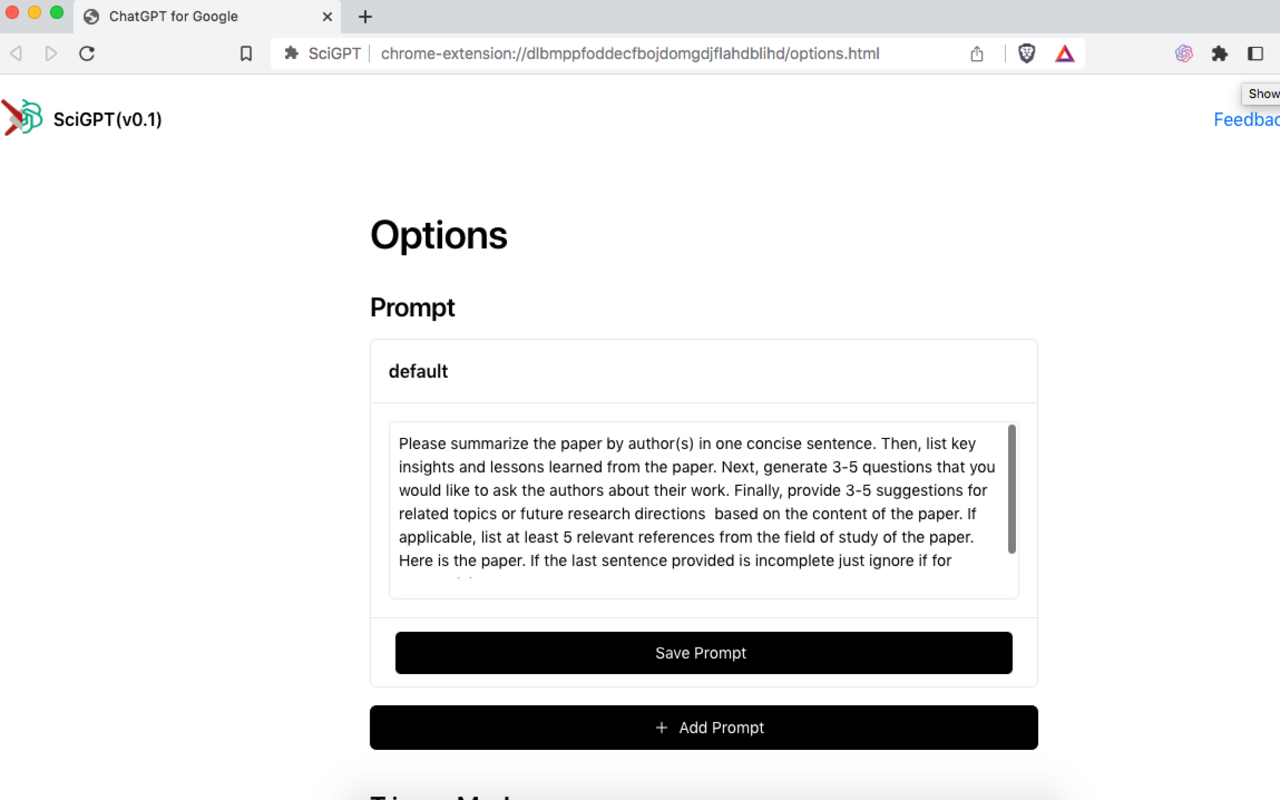 ChatGPT for Google
SciGPT chrome-extension://dlbmppfoddecfbojdomgdjflahdblihd/options.html
Show
SciGPT(v0.1)
Feedbac
Options
Prompt
default
Please summarize the paper by author(s) in one concise sentence. Then, list key
insights and lessons learned from the paper. Next, generate 3-5 questions that you
would like to ask the authors about their work. Finally, provide 3-5 suggestions for
related topics or future research directions  based on the content of the paper. If
applicable, list at least 5 relevant references from the field of study of the paper.
Here is the paper. If the last sentence provided is incomplete just ignore if for
Save Prompt
+ Add Prompt